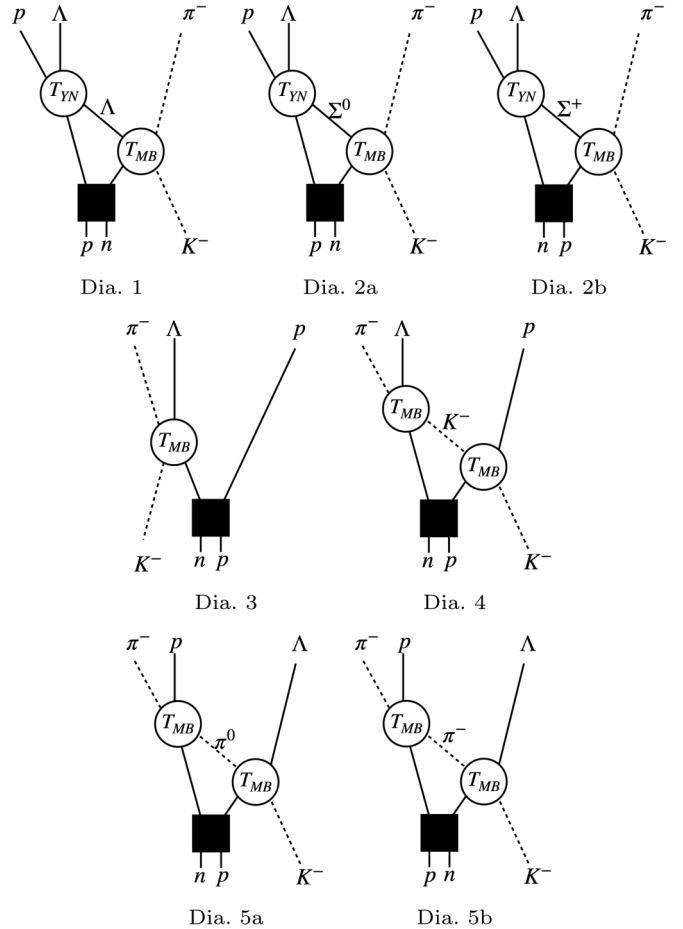 p Λ π⁻ p Λ π⁻ p Λ π⁻
T_YN T_YN T_YN
Λ Σ⁰ Σ⁺
T_MB T_MB T_MB
p n K⁻ p n K⁻ n p K⁻
Dia. 1 Dia. 2a Dia. 2b
π⁻ Λ p π⁻ Λ p
T_MB T_MB K⁻
T_MB
K⁻ n p n p K⁻
Dia. 3 Dia. 4
π⁻ p Λ π⁻ p Λ
T_MB π⁰ T_MB π⁻
T_MB T_MB
n p K⁻ p n K⁻
Dia. 5a Dia. 5b